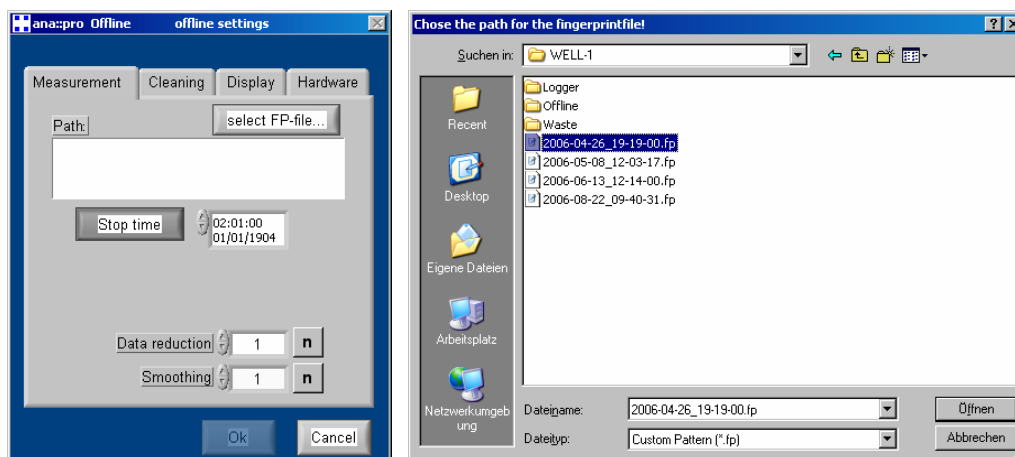 ana::pro Offline offline settings
Measurement Cleaning Display Hardware
Path:
select FP-file...
Stop time
02:01:00
01/01/1904
Data reduction 1 n
Smoothing 1 n
Ok Cancel
Chose the path for the fingerprintfile!
Suchen in: WELL-1
Recent
Desktop
Eigene Dateien
Arbeitsplatz
Netzwerkumgeb
ung
Logger
Offline
Waste
2006-04-26_19-19-00.fp
2006-05-08_12-03-17.fp
2006-06-13_12-14-00.fp
2006-08-22_09-40-31.fp
Dateiname: 2006-04-26_19-19-00.fp Öffnen
Dateityp: Custom Pattern (*.fp) Abbrechen